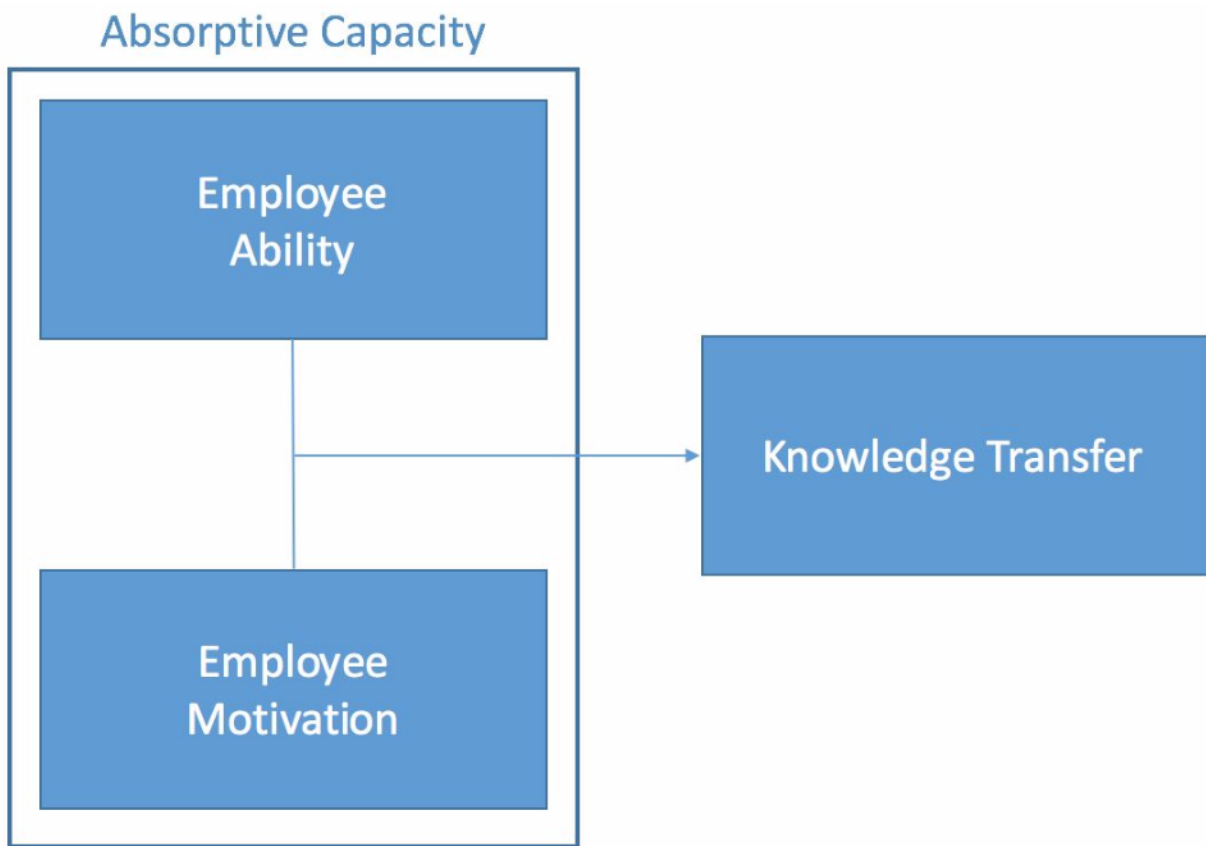 Absorptive Capacity
Employee
Ability
Knowledge Transfer
Employee
Motivation